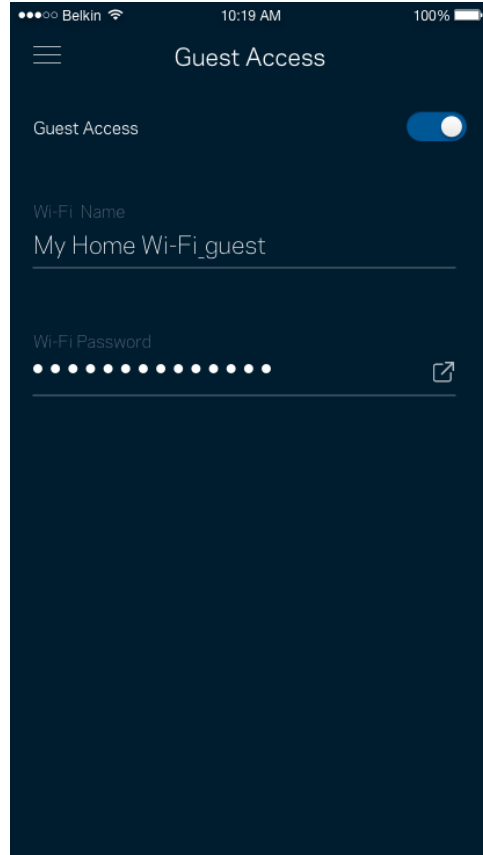 ●●●○○ Belkin 10:19 AM 100%
Guest Access
Guest Access
Wi-Fi Name
My Home Wi-Fi_guest
Wi-Fi Password
●●●●●●●●●●●●●●